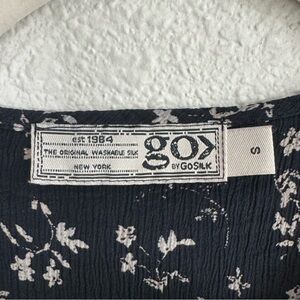 est 1984
THE ORIGINAL WASHABLE SILK
NEW YORK
go>
BY GOSILK
S